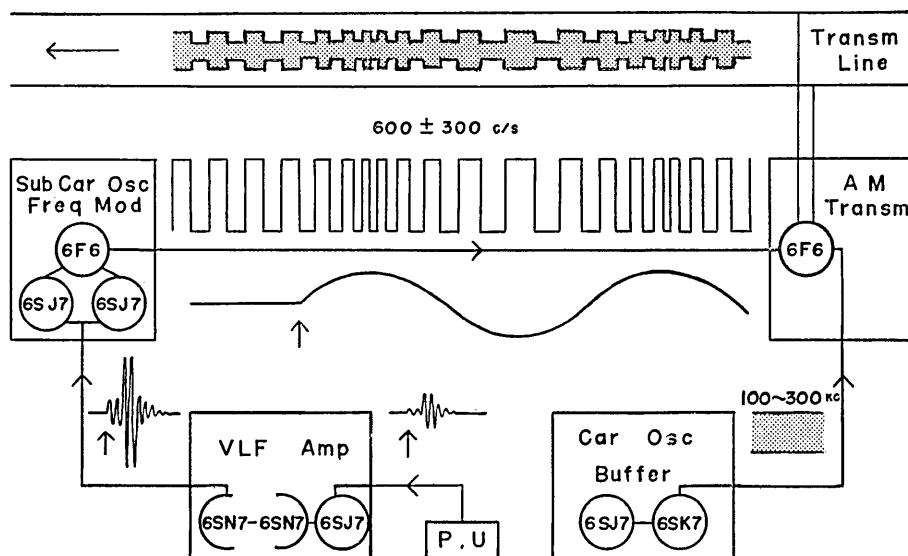 Transm
Line
600 ± 300 c/s
Sub Car Osc
Freq Mod
6F6
6SJ7 6SJ7
A M
Transm
6F6
100~300 KC
VLF Amp
6SN7-6SN7 6SJ7
P.U
Car Osc
Buffer
6SJ7 6SK7